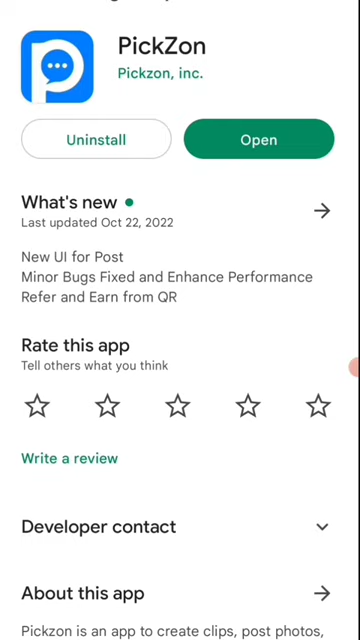 PickZon
Pickzon, inc.
Uninstall
Open
What's new
Last updated Oct 22, 2022
New UI for Post
Minor Bugs Fixed and Enhance Performance
Refer and Earn from QR
Rate this app
Tell others what you think
Write a review
Developer contact
About this app
Pickzon is an app to create clips, post photos,